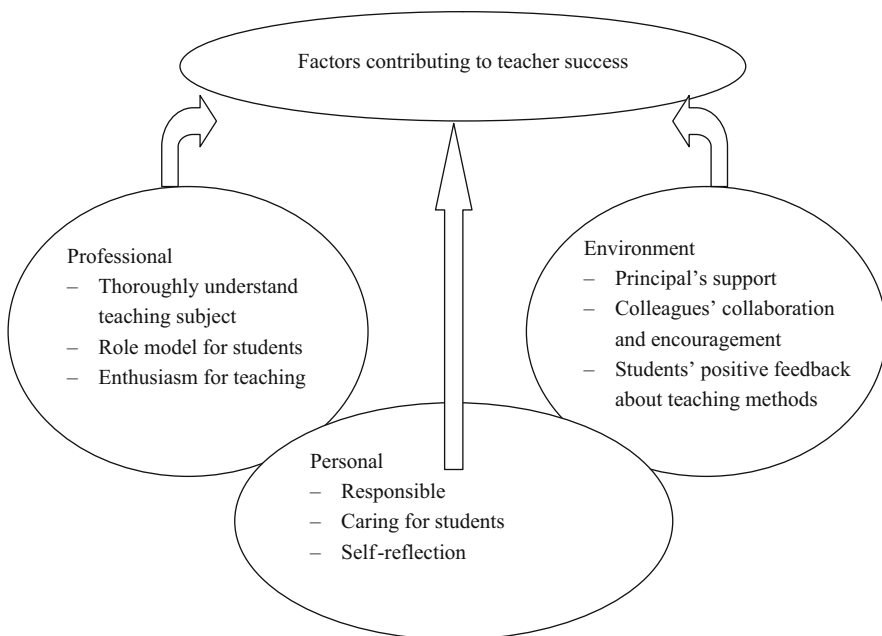 Factors contributing to teacher success
Professional
– Thoroughly understand
teaching subject
– Role model for students
– Enthusiasm for teaching
Environment
– Principal’s support
– Colleagues’ collaboration
and encouragement
– Students’ positive feedback
about teaching methods
Personal
– Responsible
– Caring for students
– Self-reflection